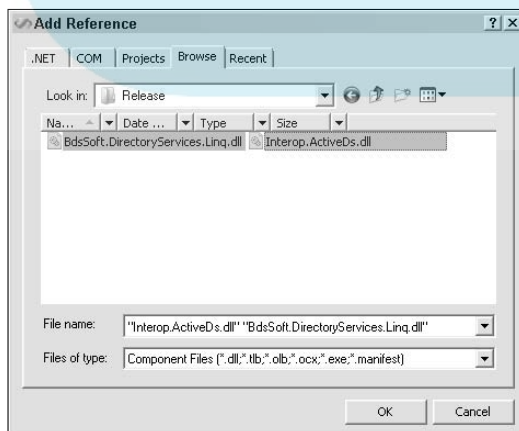 Add Reference
.NET COM Projects Browse Recent
Look in: Release
Na... Date ... Type Size
BdsSoft.DirectoryServices.Linq.dll Interop.ActiveDs.dll
File name: "Interop.ActiveDs.dll" "BdsSoft.DirectoryServices.Linq.dll"
Files of type: Component Files (*.dll;*.tlb;*.olb;*.ocx;*.exe;*.manifest)
OK Cancel